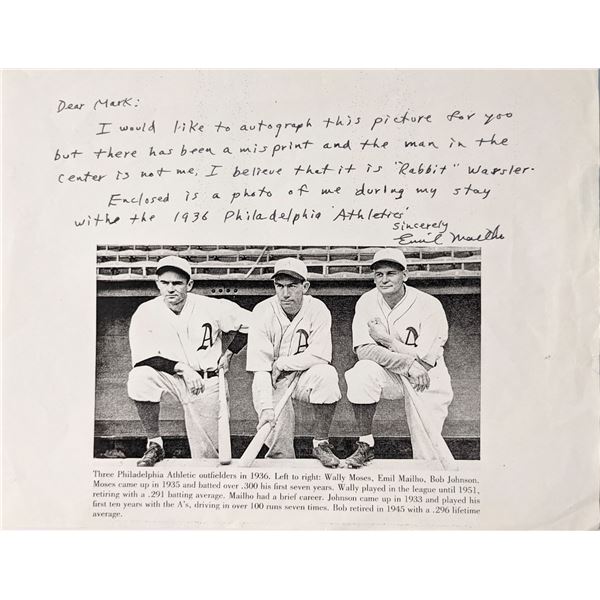 Dear Mark:
I would like to autograph this picture for you
but there has been a misprint and the man in the
center is not me, I believe that it is "Rabbit" Warsler.
Enclosed is a photo of me during my stay
withe the 1936 Philadelphia 'Athletics'
Sincerely
Emil Mailho
A A A
Three Philadelphia Athletic outfielders in 1936. Left to right: Wally Moses, Emil Mailho, Bob Johnson.
Moses came up in 1935 and batted over .300 his first seven years. Wally played in the league until 1951,
retiring with a .291 batting average. Mailho had a brief career. Johnson came up in 1933 and played his
first ten years with the A's, driving in over 100 runs seven times. Bob retired in 1945 with a .296 lifetime
average.